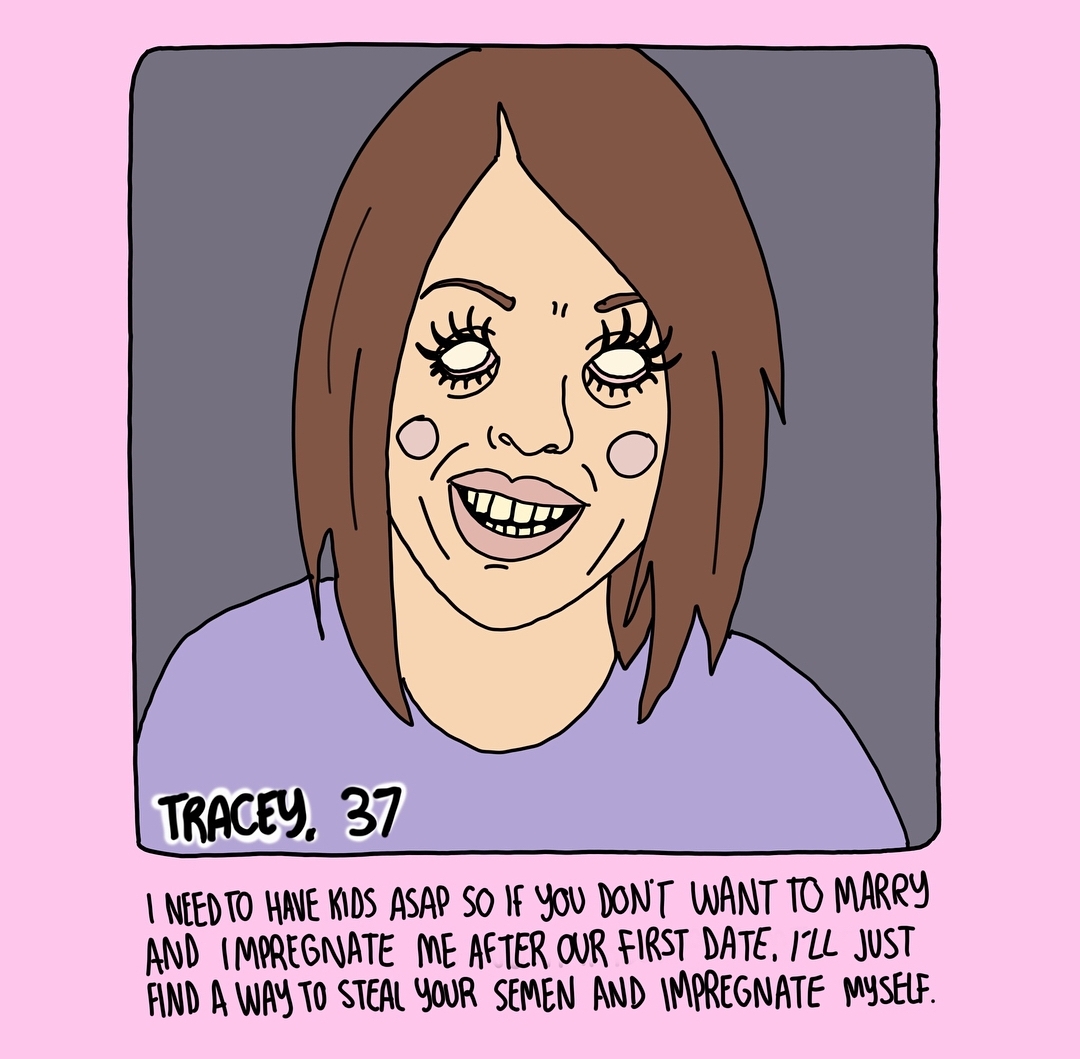 TRACEY. 37
I NEED TO HAVE KIDS ASAP SO IF YOU DON'T WANT TO MARRY
AND IMPREGNATE ME AFTER OUR FIRST DATE. I'LL JUST
FIND A WAY TO STEAL YOUR SEMEN AND IMPREGNATE MYSELF.